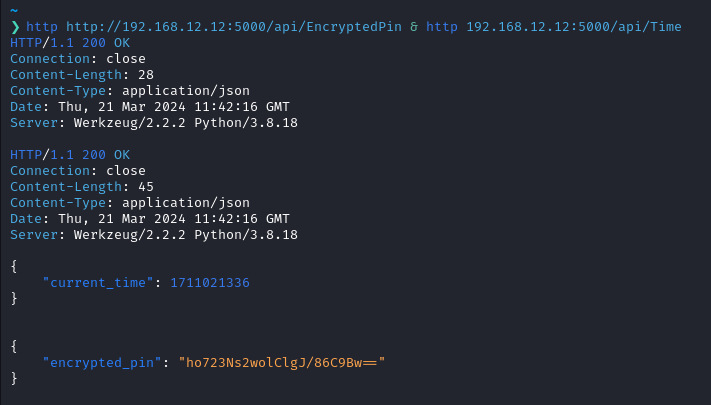 ~
❯ http http://192.168.12.12:5000/api/EncryptedPin & http 192.168.12.12:5000/api/Time
HTTP/1.1 200 OK
Connection: close
Content-Length: 28
Content-Type: application/json
Date: Thu, 21 Mar 2024 11:42:16 GMT
Server: Werkzeug/2.2.2 Python/3.8.18
HTTP/1.1 200 OK
Connection: close
Content-Length: 45
Content-Type: application/json
Date: Thu, 21 Mar 2024 11:42:16 GMT
Server: Werkzeug/2.2.2 Python/3.8.18
{
"current_time": 1711021336
}
{
"encrypted_pin": "ho723Ns2wolClgJ/86C9Bw=="
}